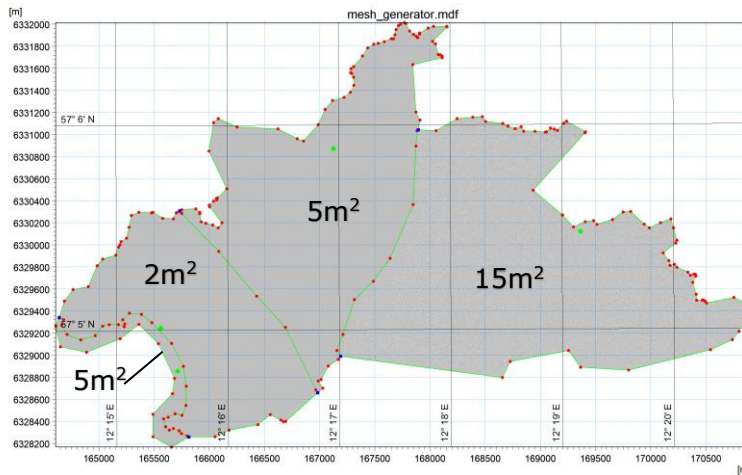 [m]
mesh_generator.mdf
6332000
6331800
6331600
6331400
6331200
57° 6' N
6331000
6330800
6330600
6330400
5m²
6330200
6330000
6329800
2m²
15m²
6329600
6329400
57° 5' N
6329200
6329000
5m²
6328800
6328600
6328400
6328200
12° 15' E
12° 16' E
12° 17' E
12° 18' E
12° 19' E
12° 20' E
165000 165500 166000 166500 167000 167500 168000 168500 169000 169500 170000 170500